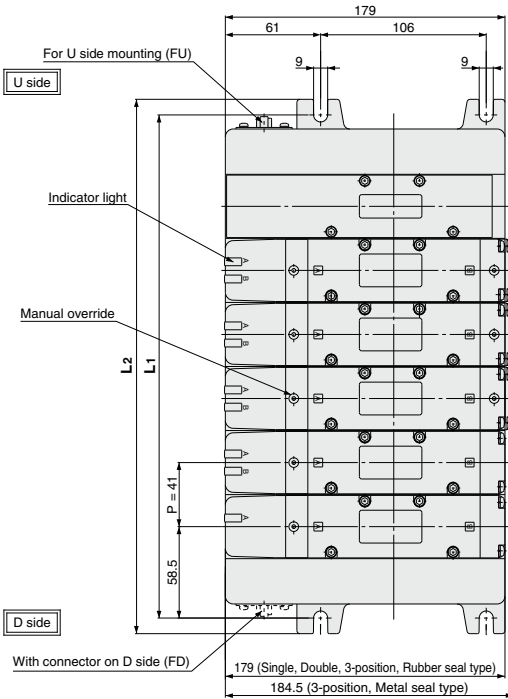 179
61
106
For U side mounting (FU)
9
9
U side
Indicator light
A
B
A
B
Manual override
A
B
A
B
L2
L1
A
B
A
B
P = 41
A
B
A
B
A
A
B
58.5
D side
With connector on D side (FD)
179 (Single, Double, 3-position, Rubber seal type)
184.5 (3-position, Metal seal type)